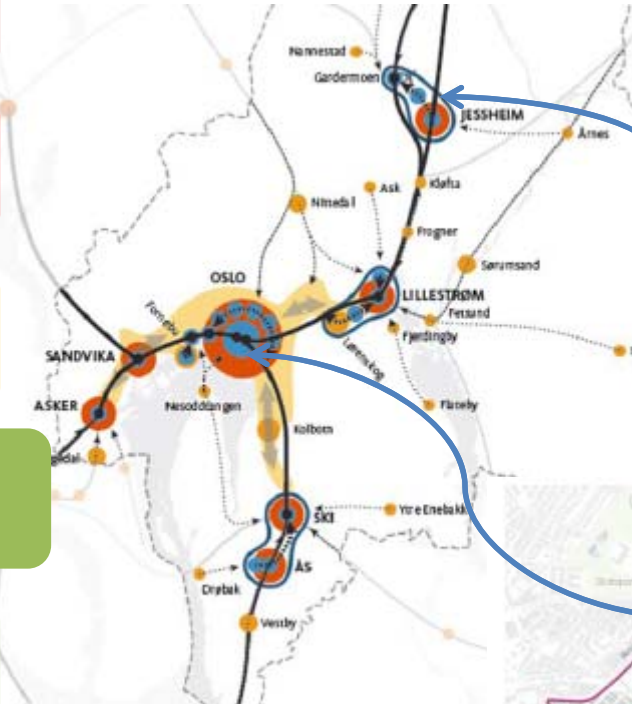 Nannestad
Gardermoen
JESSHEIM
Årnes
Ask
Kløfta
Nittedal
Frogner
Sørumsand
OSLO
LILLESTRØM
Fetsund
Fornebu
Fjerdingby
Lørenskog
SANDVIKA
ASKER
Nesoddtangen
Flateby
Kolbotn
SKI
Ytre Enebakk
ÅS
Drøbak
Vestby